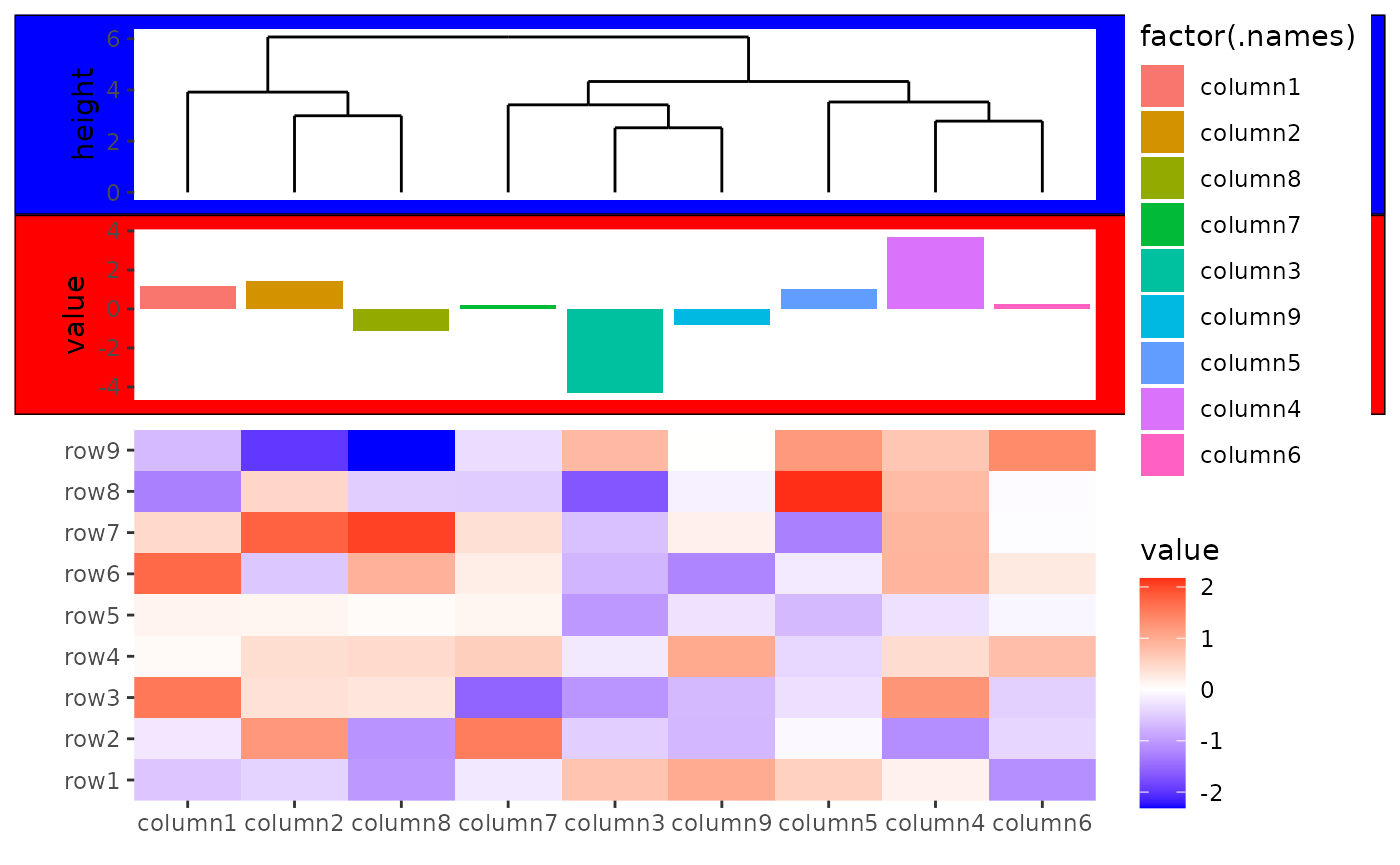 height
6
4
2
0
value
4
2
0
-2
-4
row9
row8
row7
row6
row5
row4
row3
row2
row1
column1 column2 column8 column7 column3 column9 column5 column4 column6
factor(.names)
column1
column2
column8
column7
column3
column9
column5
column4
column6
value
2
1
0
-1
-2